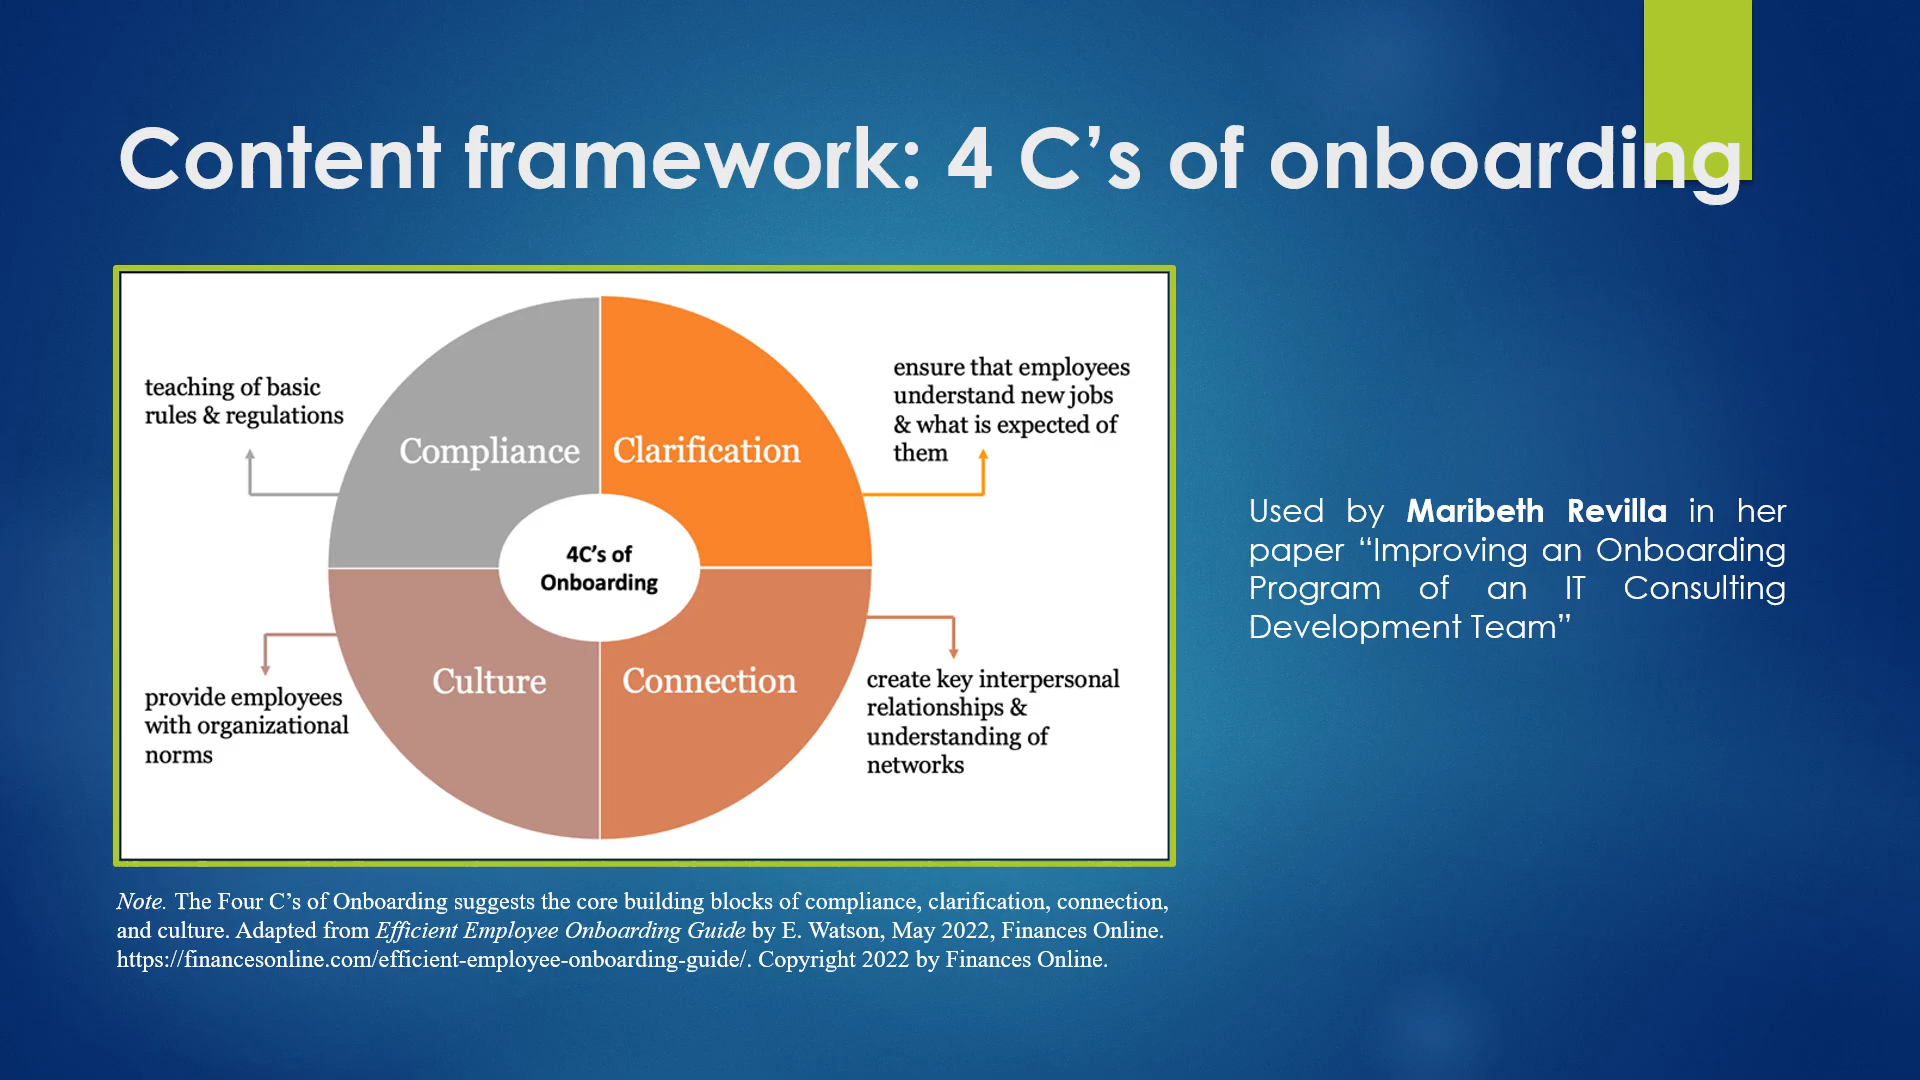 Content framework: 4 C’s of onboarding
teaching of basic
rules & regulations
ensure that employees
understand new jobs
& what is expected of
them
Compliance
Clarification
4C’s of
Onboarding
Culture
Connection
provide employees
with organizational
norms
create key interpersonal
relationships &
understanding of
networks
Used by Maribeth Revilla in her
paper “Improving an Onboarding
Program of an IT Consulting
Development Team”
Note. The Four C’s of Onboarding suggests the core building blocks of compliance, clarification, connection,
and culture. Adapted from Efficient Employee Onboarding Guide by E. Watson, May 2022, Finances Online.
https://financesonline.com/efficient-employee-onboarding-guide/. Copyright 2022 by Finances Online.